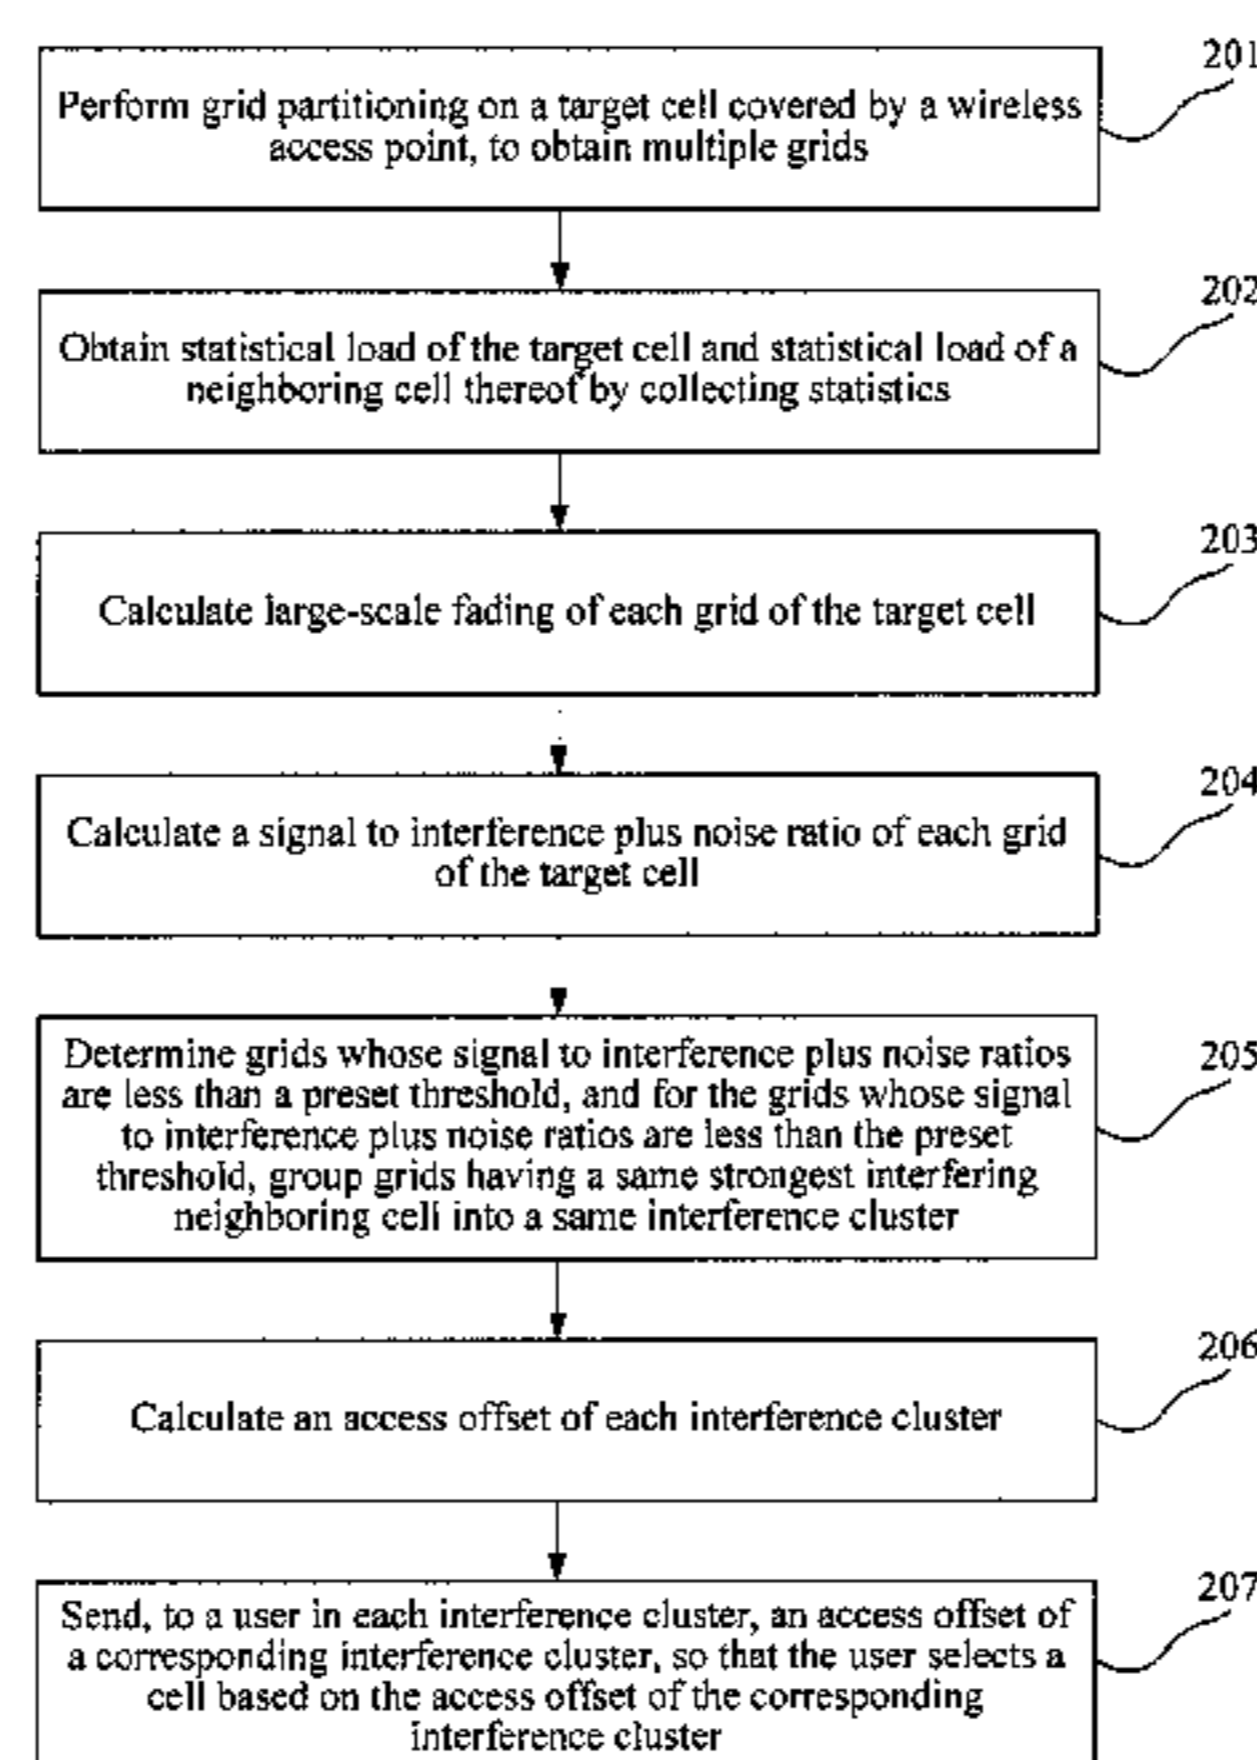 201
Perform grid partitioning on a target cell covered by a wireless
access point, to obtain multiple grids
202
Obtain statistical load of the target cell and statistical load of a
neighboring cell thereof by collecting statistics
203
Calculate large-scale fading of each grid of the target cell
204
Calculate a signal to interference plus noise ratio of each grid
of the target cell
205
Determine grids whose signal to interference plus noise ratios
are less than a preset threshold, and for the grids whose signal
to interference plus noise ratios are less than the preset
threshold, group grids having a same strongest interfering
neighboring cell into a same interference cluster
206
Calculate an access offset of each interference cluster
207
Send, to a user in each interference cluster, an access offset of
a corresponding interference cluster, so that the user selects a
cell based on the access offset of the corresponding
interference cluster